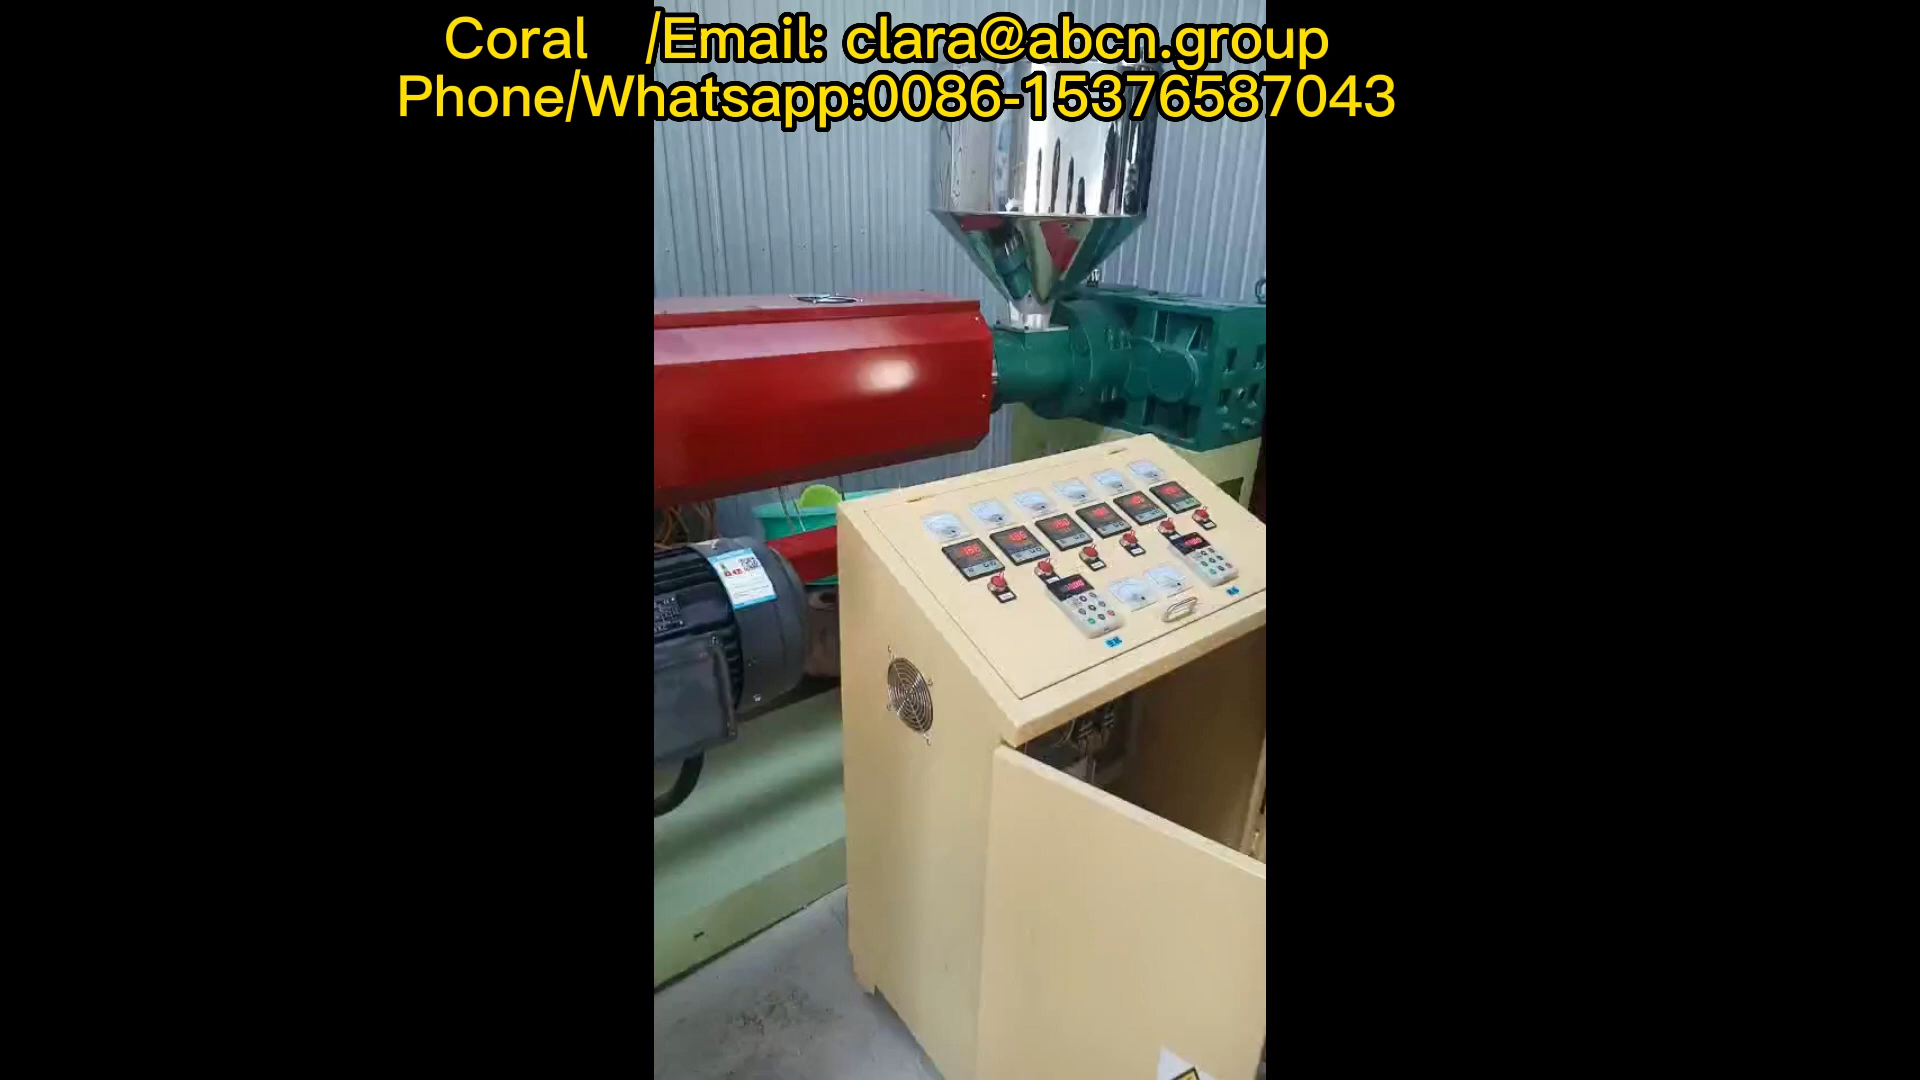 Coral /Email: clara@abcn.group
Phone/Whatsapp:0086-15376587043